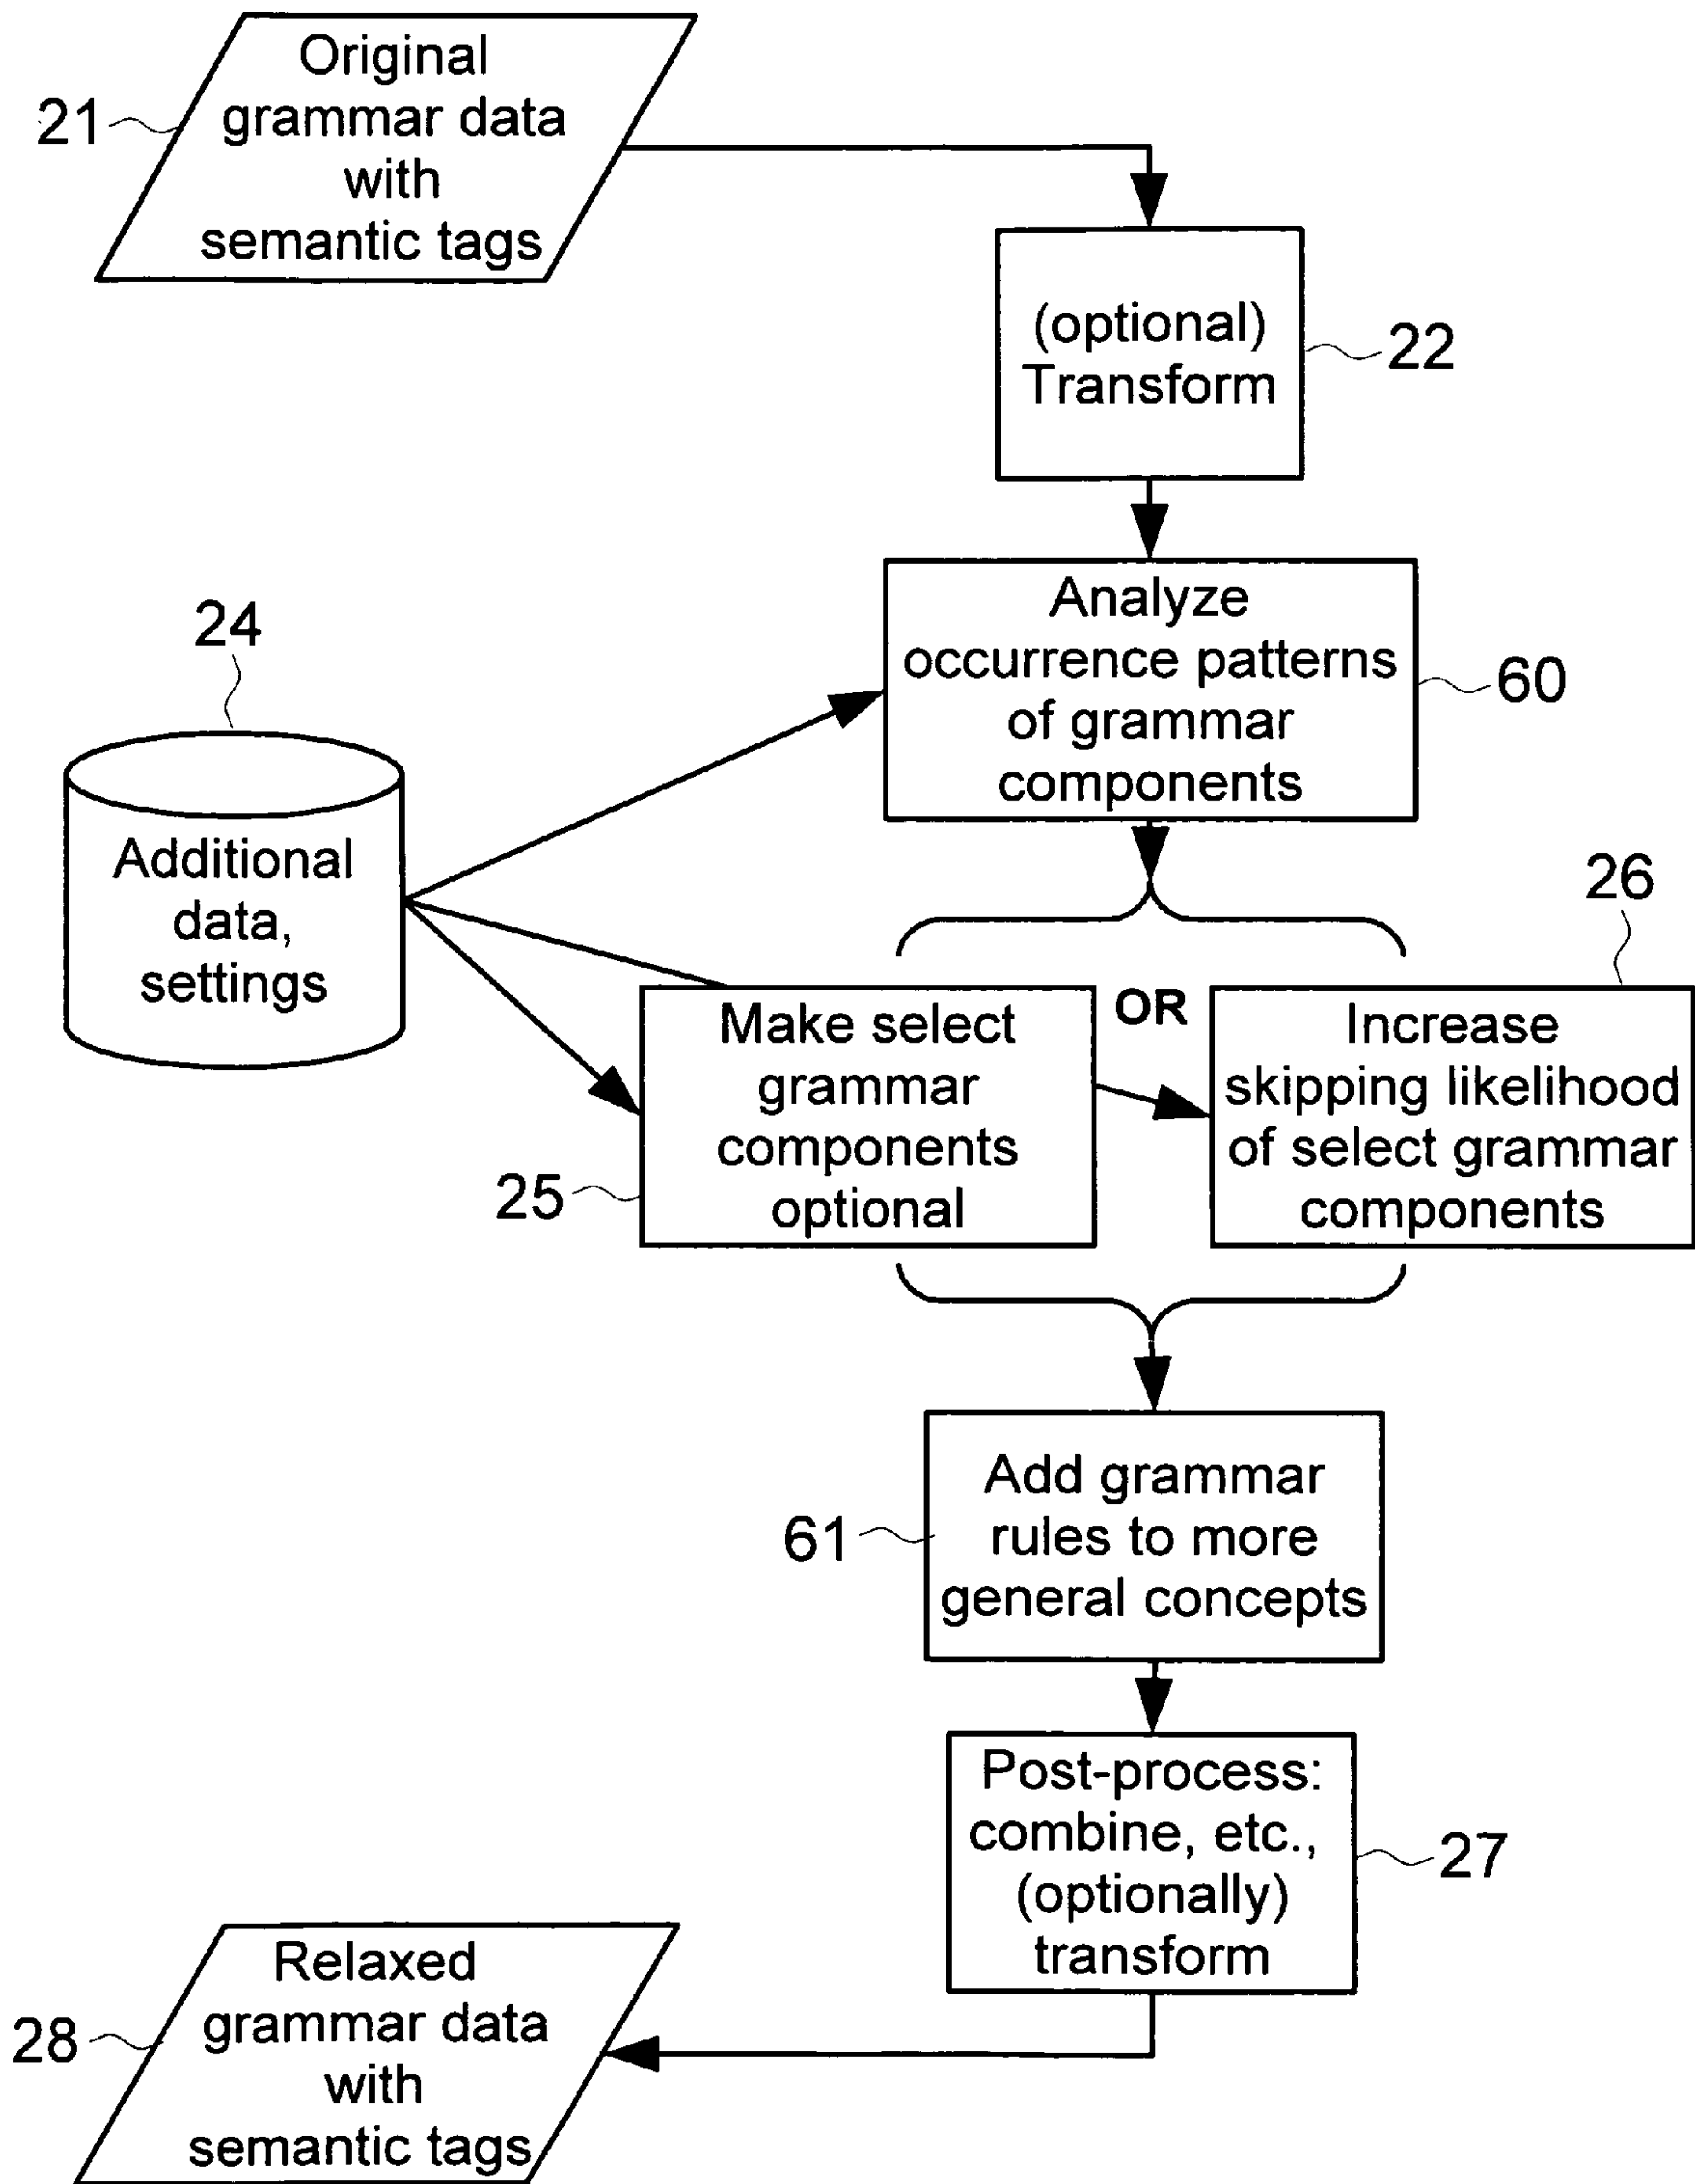 Original
grammar data
with
semantic tags
21
(optional)
Transform
22
Analyze
occurrence patterns
of grammar
components
60
24
Additional
data,
settings
26
Make select
grammar
components
optional
25
OR
Increase
skipping likelihood
of select grammar
components
Add grammar
rules to more
general concepts
61
Post-process:
combine, etc.,
(optionally)
transform
27
Relaxed
grammar data
with
semantic tags
28